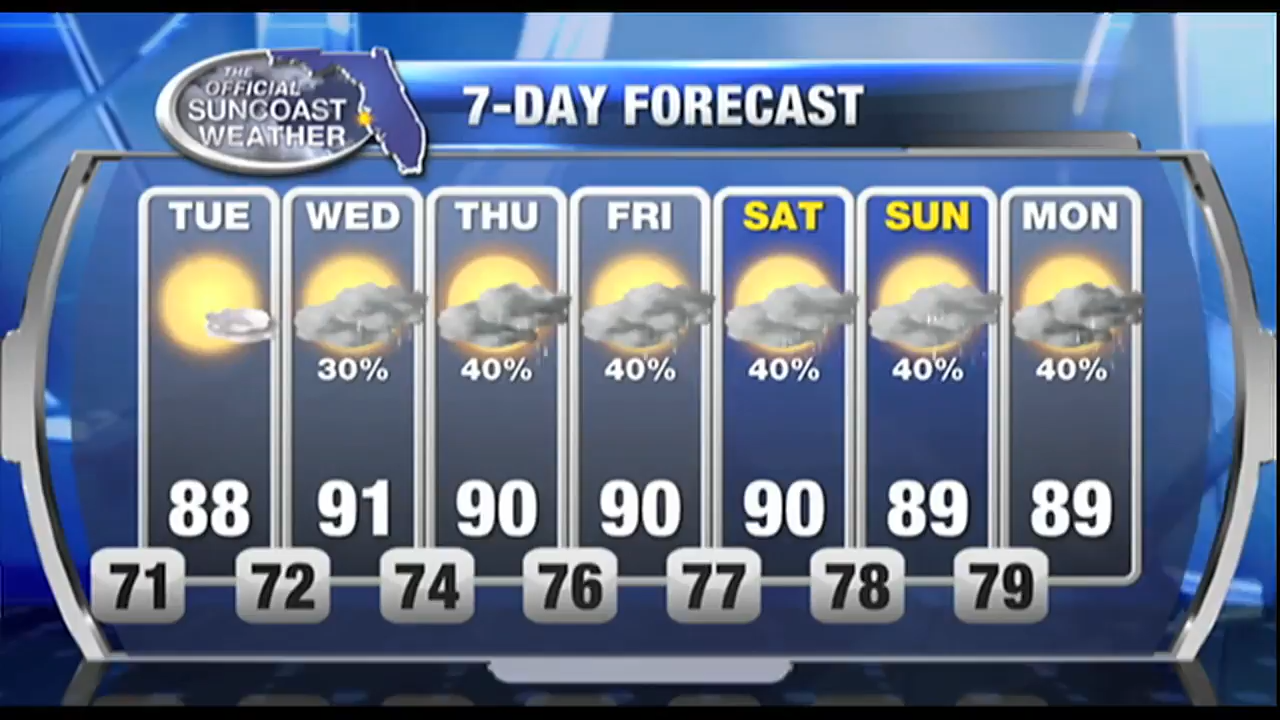 THE
OFFICIAL
SUNCOAST
WEATHER
7-DAY FORECAST
TUE WED THU FRI SAT SUN MON
30% 40% 40% 40% 40% 40%
88 91 90 90 90 89 89
71 72 74 76 77 78 79